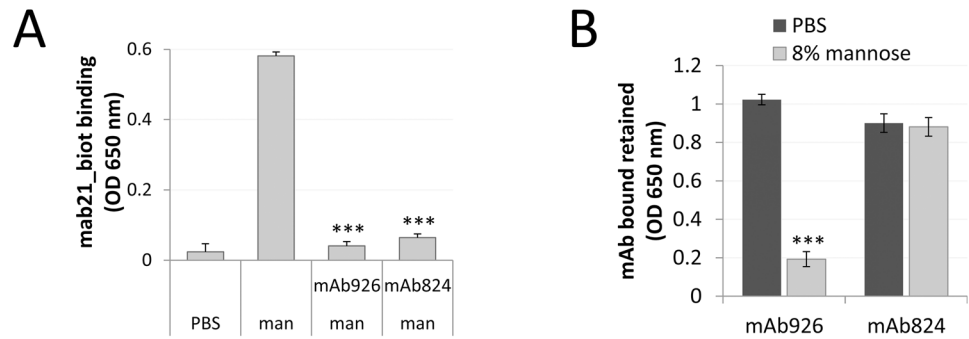 A
mab21_biot binding
(OD 650 nm)
0.6
0.4
0.2
0
***
***
mAb926
mAb824
PBS
man
man
man
B
PBS
8% mannose
mAb bound retained
(OD 650 nm)
1.2
1
0.8
0.6
0.4
0.2
0
***
mAb926
mAb824